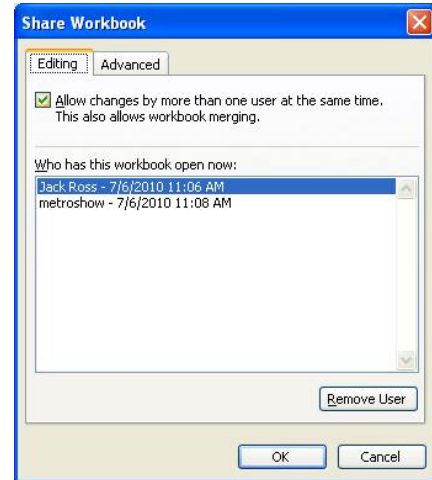 Share Workbook
Editing
Advanced
Allow changes by more than one user at the same time.
This also allows workbook merging.
Who has this workbook open now:
Jack Ross - 7/6/2010 11:06 AM
metroshow - 7/6/2010 11:08 AM
Remove User
OK
Cancel